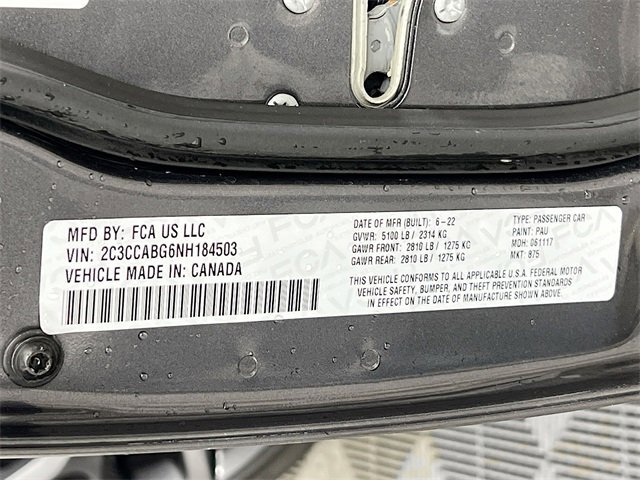 MFD BY: FCA US LLC
VIN: 2C3CCABG6NH184503
VEHICLE MADE IN: CANADA
DATE OF MFR (BUILT): 6-22
GVWR: 5100 LB / 2314 KG
GAWR FRONT: 2810 LB / 1275 KG
GAWR REAR: 2810 LB / 1275 KG
TYPE: PASSENGER CAR
PAINT: PAU
MDH: 061117
MKT: 875
THIS VEHICLE CONFORMS TO ALL APPLICABLE U.S.A. FEDERAL MOTOR
VEHICLE SAFETY, BUMPER, AND THEFT PREVENTION STANDARDS
IN EFFECT ON THE DATE OF MANUFACTURE SHOWN ABOVE.